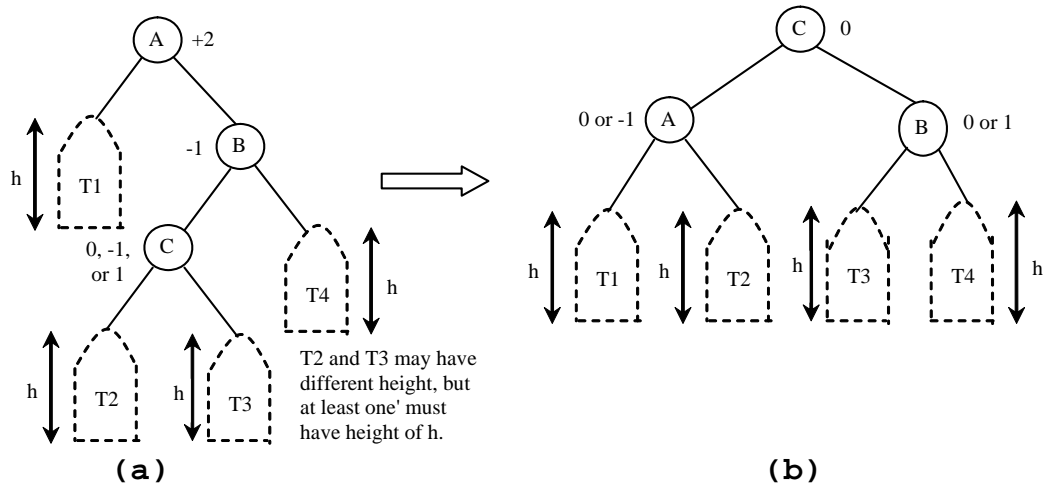 A
+2
B
-1
h
T1
C
0, -1,
or 1
T4
h
h
T2
h
T3
T2 and T3 may have
different height, but
at least one' must
have height of h.
(a)
C
0
0 or -1
A
B
0 or 1
h
T1
h
T2
h
T3
T4
h
(b)